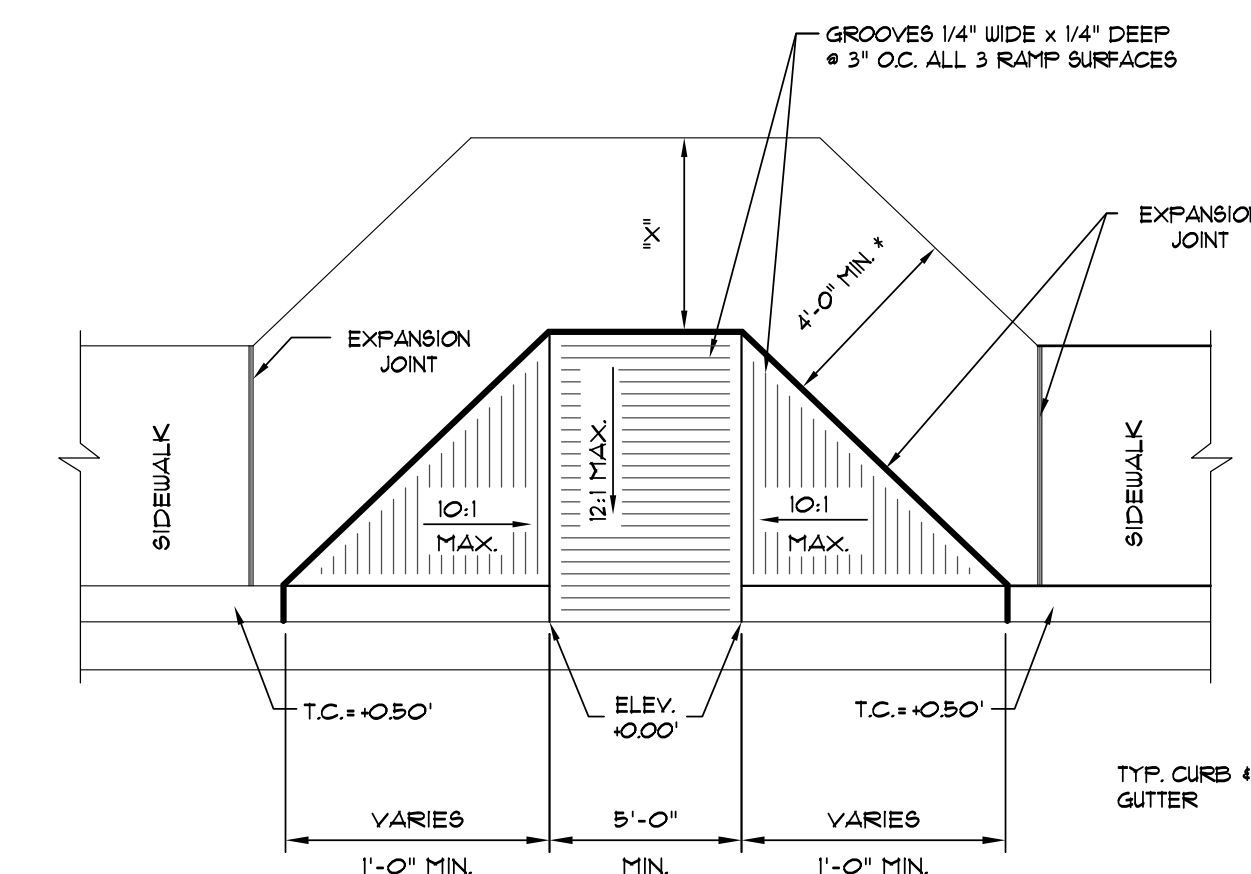 GROOVES 1/4" WIDE x 1/4" DEEP
@ 3" O.C. ALL 3 RAMP SURFACES
"X"
4'-0" MIN. *
EXPANSION
JOINT
EXPANSION
JOINT
SIDEWALK
12:1 MAX.
10:1
MAX.
10:1
MAX.
SIDEWALK
T.C.= +0.50'
ELEV.
+0.00'
T.C.= +0.50'
TYP. CURB &
GUTTER
VARIES
5'-0"
VARIES
1'-0" MIN.
MIN.
1'-0" MIN.